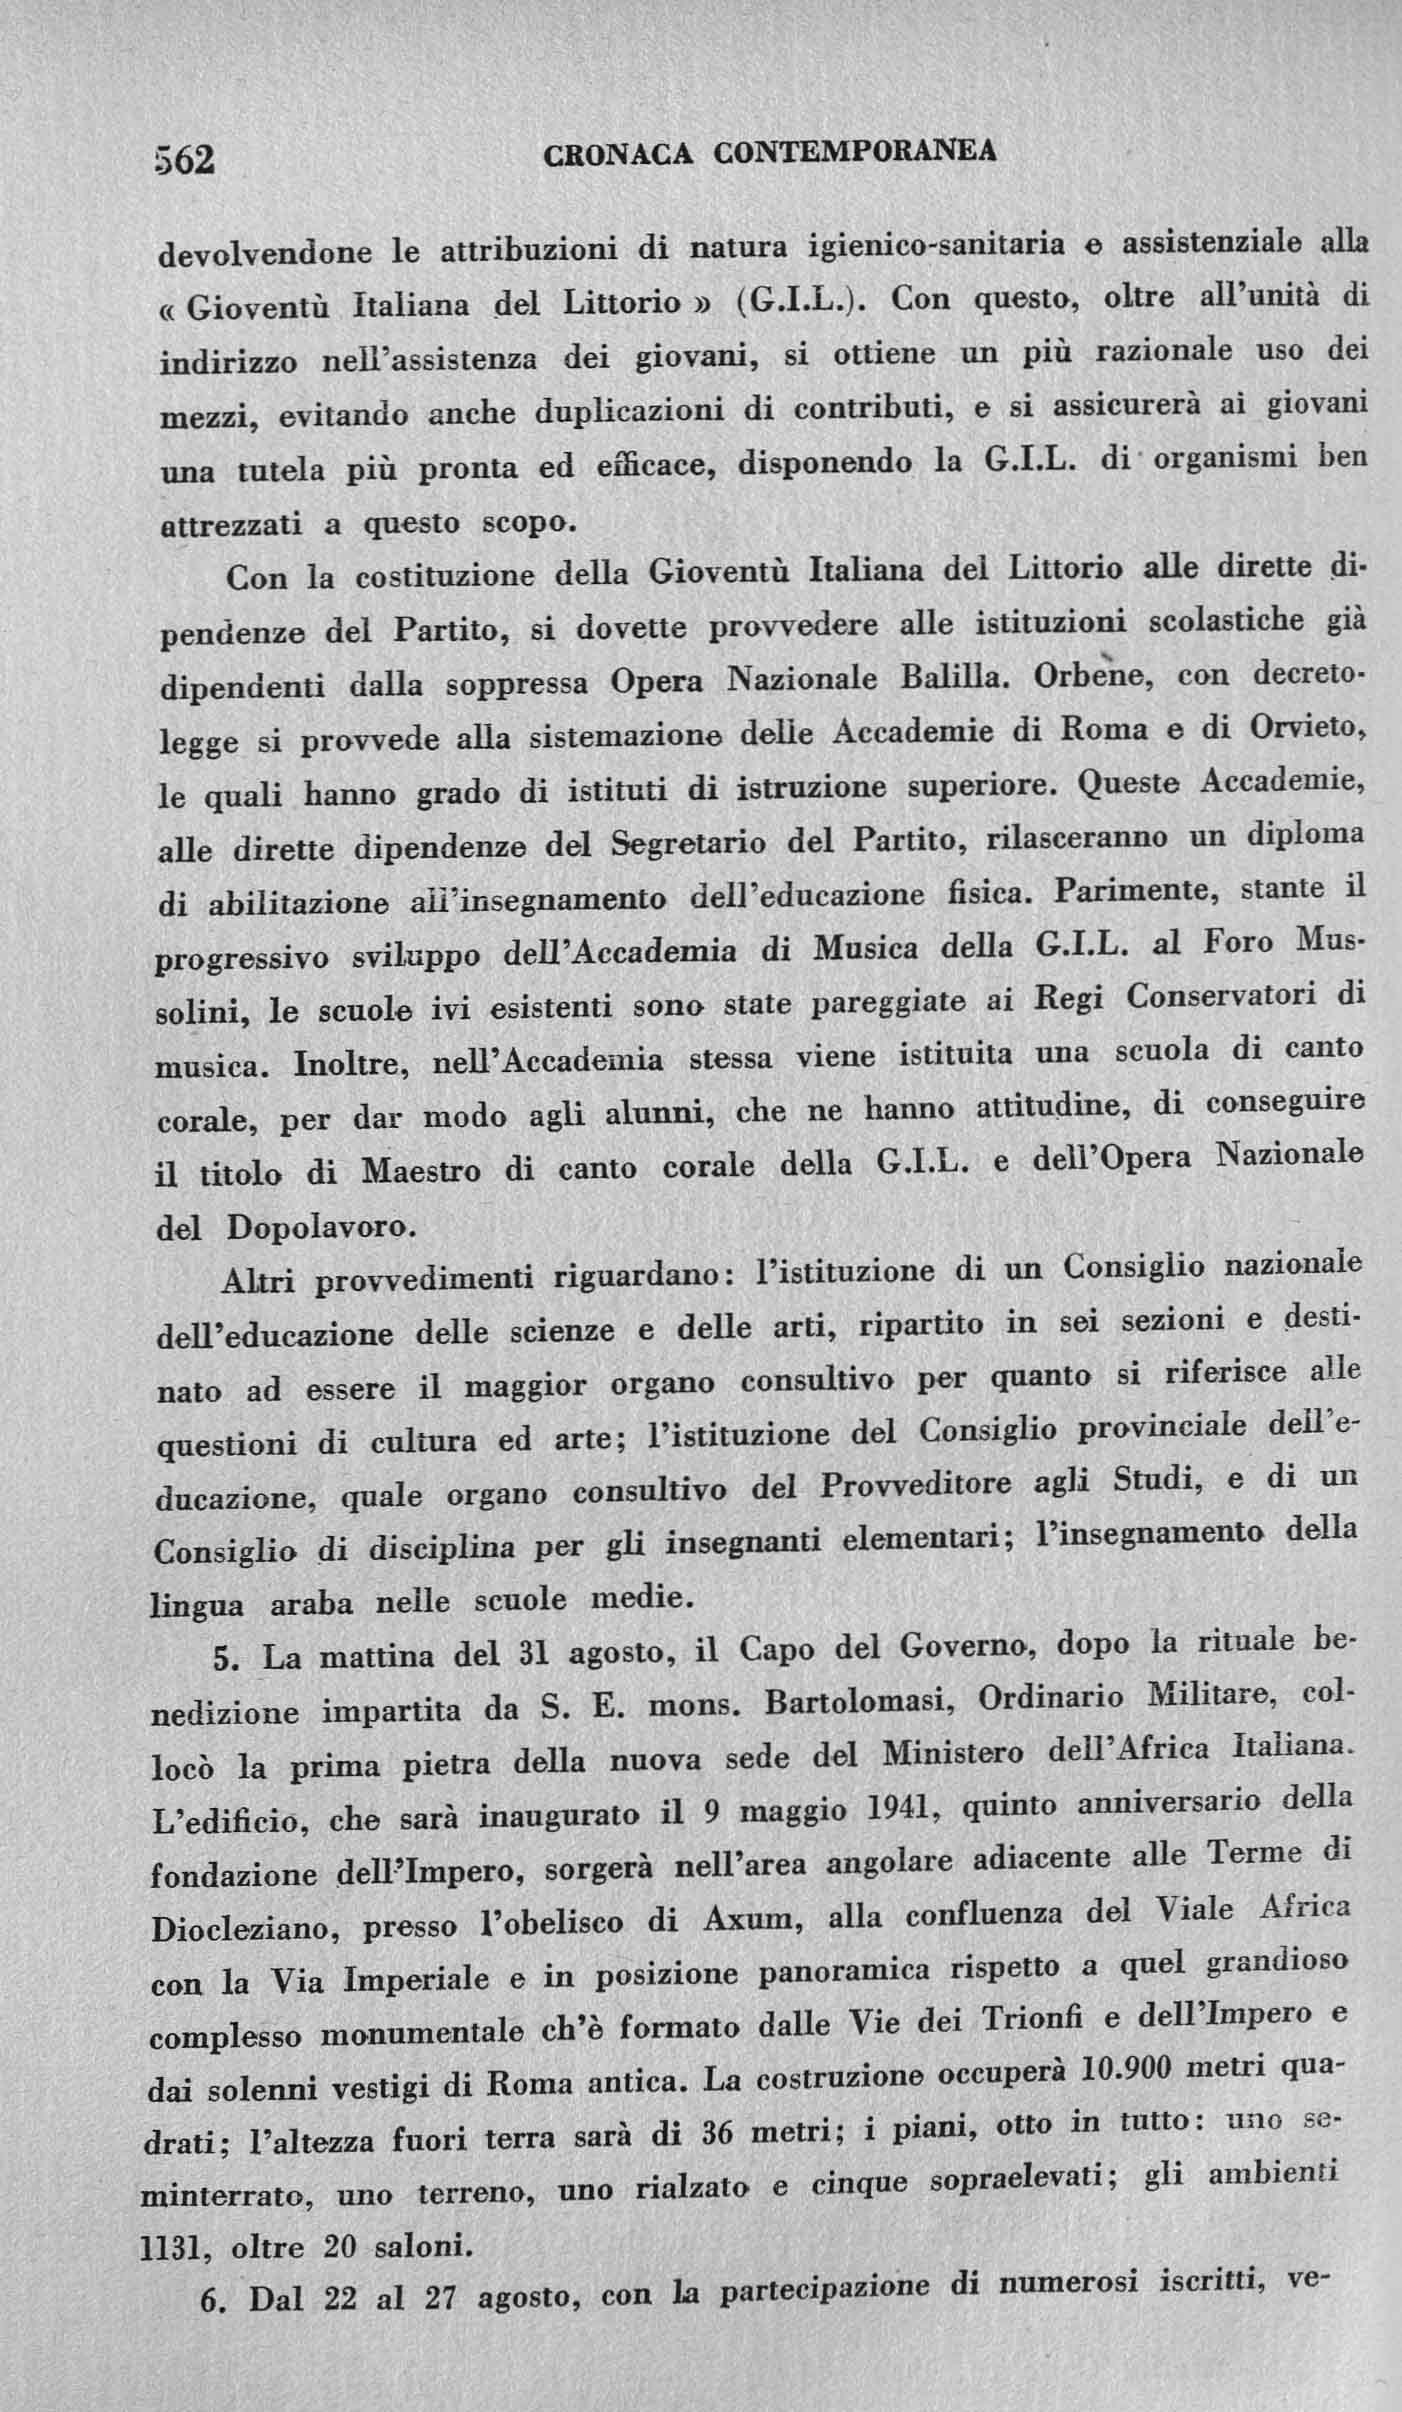 562 CRONACA CONTEMPORANEA
devolvendone le attribuzioni di natura igienico-sanitaria e assistenziale alla
« Gioventù Italiana del Littorio » (G.I.L.). Con questo, oltre all'unità di
indirizzo nell'assistenza dei giovani, si ottiene un più razionale uso dei
mezzi, evitando anche duplicazioni di contributi, e si assicurerà ai giovani
una tutela più pronta ed efficace, disponendo la G.I.L. di organismi ben
attrezzati a questo scopo.
Con la costituzione della Gioventù Italiana del Littorio alle dirette di-
pendenze del Partito, si dovette provvedere alle istituzioni scolastiche già
dipendenti dalla soppressa Opera Nazionale Balilla. Orbene, con decreto-
legge si provvede alla sistemazione delle Accademie di Roma e di Orvieto,
le quali hanno grado di istituti di istruzione superiore. Queste Accademie,
alle dirette dipendenze del Segretario del Partito, rilasceranno un diploma
di abilitazione all'insegnamento dell'educazione fisica. Parimente, stante il
progressivo sviluppo dell'Accademia di Musica della G.I.L. al Foro Mus-
solini, le scuole ivi esistenti sono state pareggiate ai Regi Conservatori di
musica. Inoltre, nell'Accademia stessa viene istituita una scuola di canto
corale, per dar modo agli alunni, che ne hanno attitudine, di conseguire
il titolo di Maestro di canto corale della G.I.L. e dell'Opera Nazionale
del Dopolavoro.
Altri provvedimenti riguardano: l'istituzione di un Consiglio nazionale
dell'educazione delle scienze e delle arti, ripartito in sei sezioni e desti-
nato ad essere il maggior organo consultivo per quanto si riferisce alle
questioni di cultura ed arte; l'istituzione del Consiglio provinciale dell'e-
ducazione, quale organo consultivo del Provveditore agli Studi, e di un
Consiglio di disciplina per gli insegnanti elementari; l'insegnamento della
lingua araba nelle scuole medie.
5. La mattina del 31 agosto, il Capo del Governo, dopo la rituale be-
nedizione impartita da S. E. mons. Bartolomasi, Ordinario Militare, col-
locò la prima pietra della nuova sede del Ministero dell'Africa Italiana.
L'edificio, che sarà inaugurato il 9 maggio 1941, quinto anniversario della
fondazione dell'Impero, sorgerà nell'area angolare adiacente alle Terme di
Diocleziano, presso l'obelisco di Axum, alla confluenza del Viale Africa
con la Via Imperiale e in posizione panoramica rispetto a quel grandioso
complesso monumentale ch'è formato dalle Vie dei Trionfi e dell'Impero e
dai solenni vestigi di Roma antica. La costruzione occuperà 10.900 metri qua-
drati; l'altezza fuori terra sarà di 36 metri; i piani, otto in tutto: uno se-
minterrato, uno terreno, uno rialzato e cinque sopraelevati; gli ambienti
1131, oltre 20 saloni.
6. Dal 22 al 27 agosto, con la partecipazione di numerosi iscritti, ve-